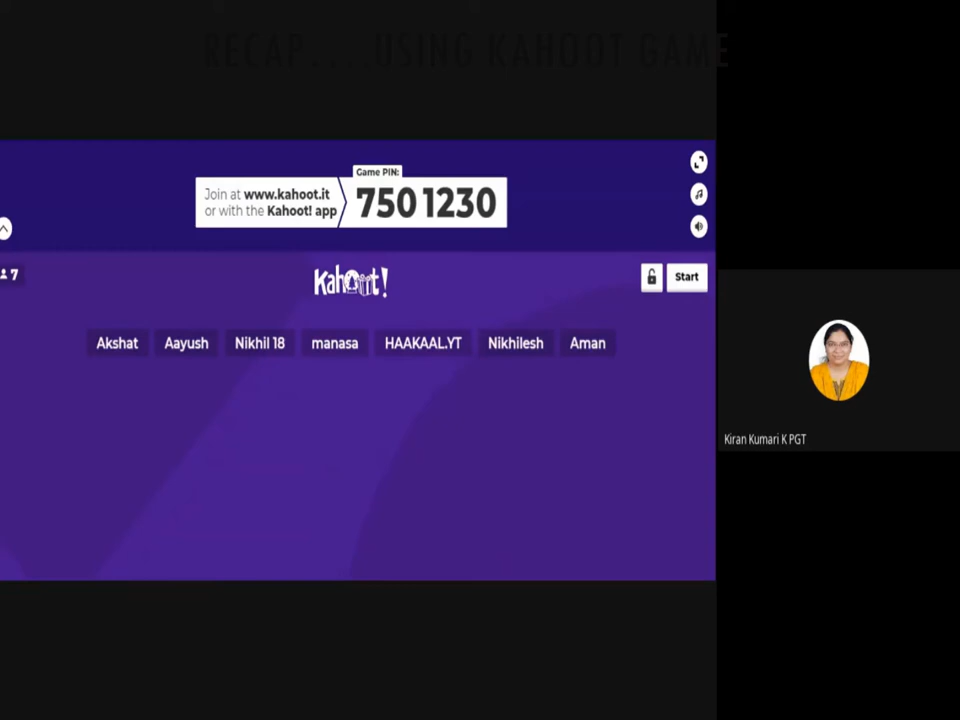 RECAP....USING KAHOOT GAME
Game PIN:
Join at www.kahoot.it
or with the Kahoot! app
750 1230
7
Kahoot!
Start
Akshat Aayush Nikhil 18 manasa HAAKAAL.YT Nikhilesh Aman
Kiran Kumari K PGT